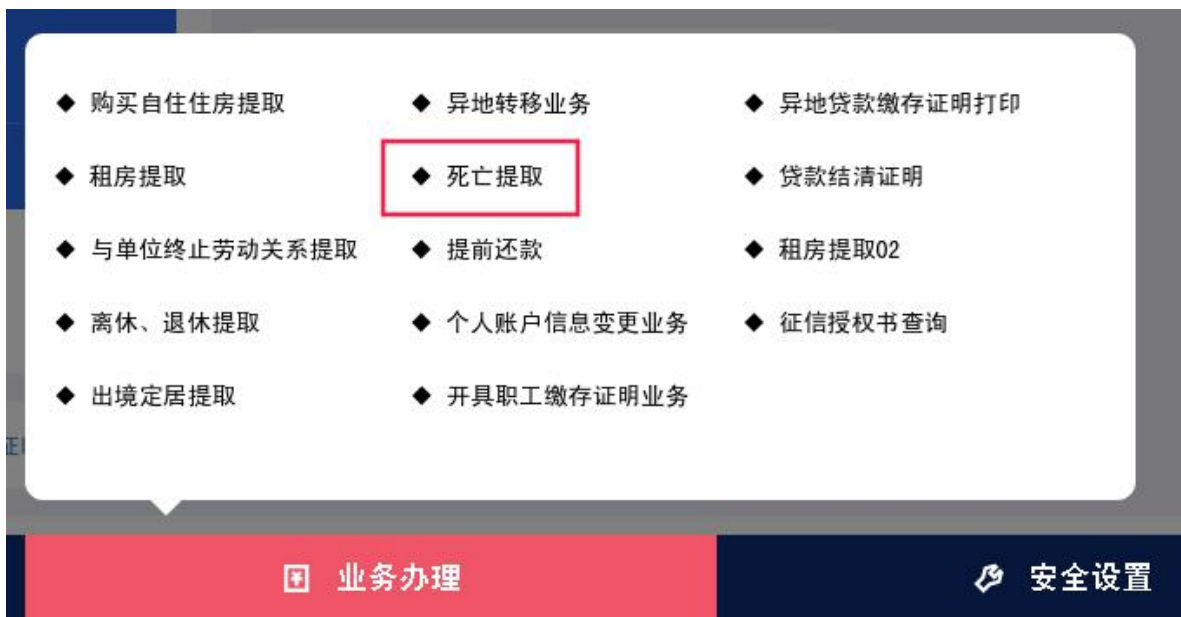 ◆ 购买自住住房提取 ◆ 异地转移业务 ◆ 异地贷款缴存证明打印
◆ 租房提取 ◆ 死亡提取 ◆ 贷款结清证明
◆ 与单位终止劳动关系提取 ◆ 提前还款 ◆ 租房提取02
◆ 离休、退休提取 ◆ 个人账户信息变更业务 ◆ 征信授权书查询
◆ 出境定居提取 ◆ 开具职工缴存证明业务
业务办理 安全设置